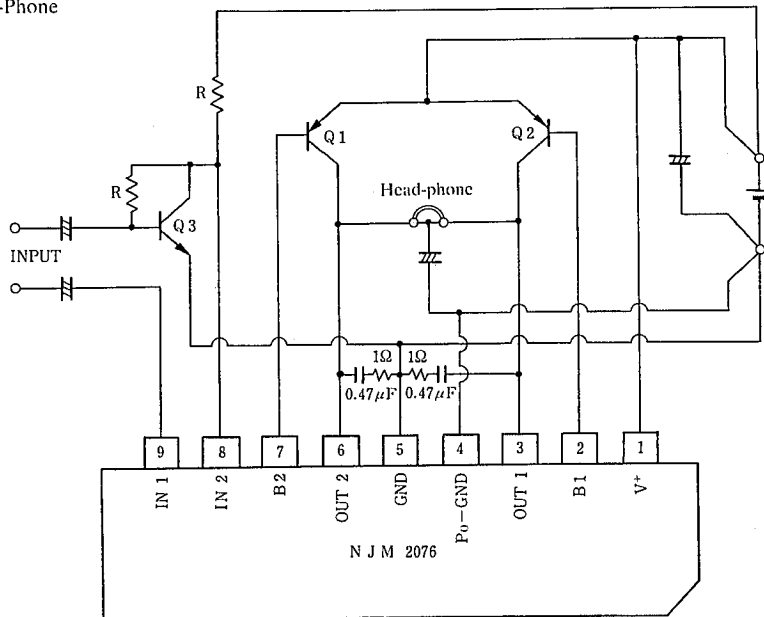 -Phone
R
Q1
Q2
Head-phone
R
Q3
INPUT
1Ω 1Ω
0.47μF 0.47μF
9 8 7 6 5 4 3 2 1
IN 1
IN 2
B2
OUT 2
GND
Po-GND
OUT 1
B1
V+
NJM 2076